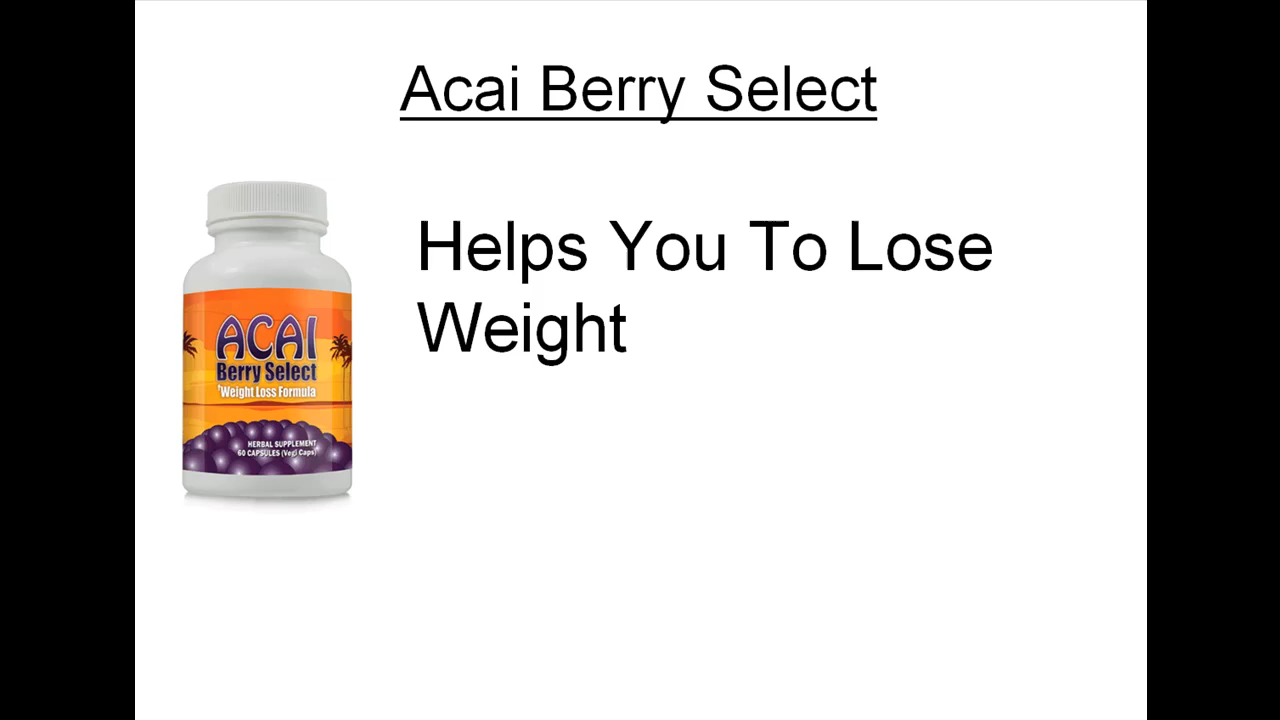 Acai Berry Select
Helps You To Lose
Weight
ACAI
Berry Select
†Weight Loss Formula
HERBAL SUPPLEMENT
60 CAPSULES (Vegi Caps)